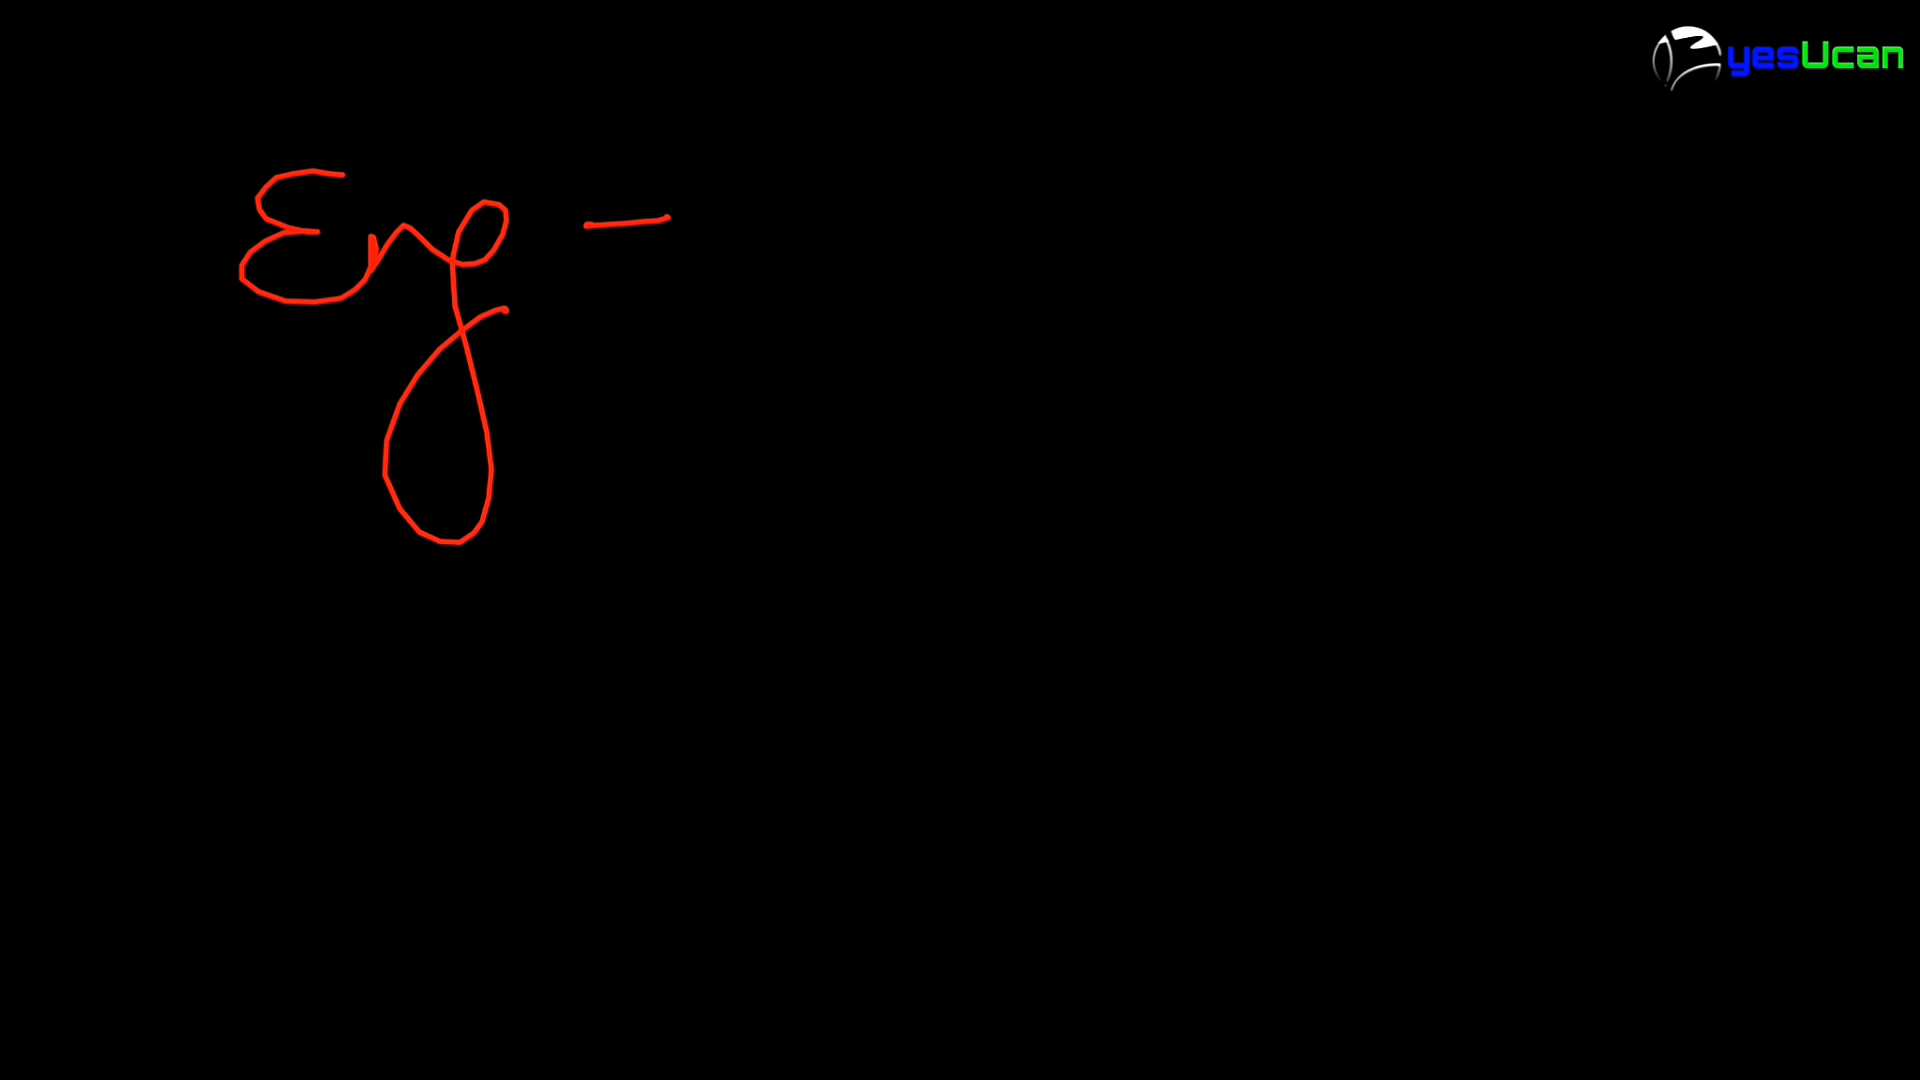 yesUcan
Eng —